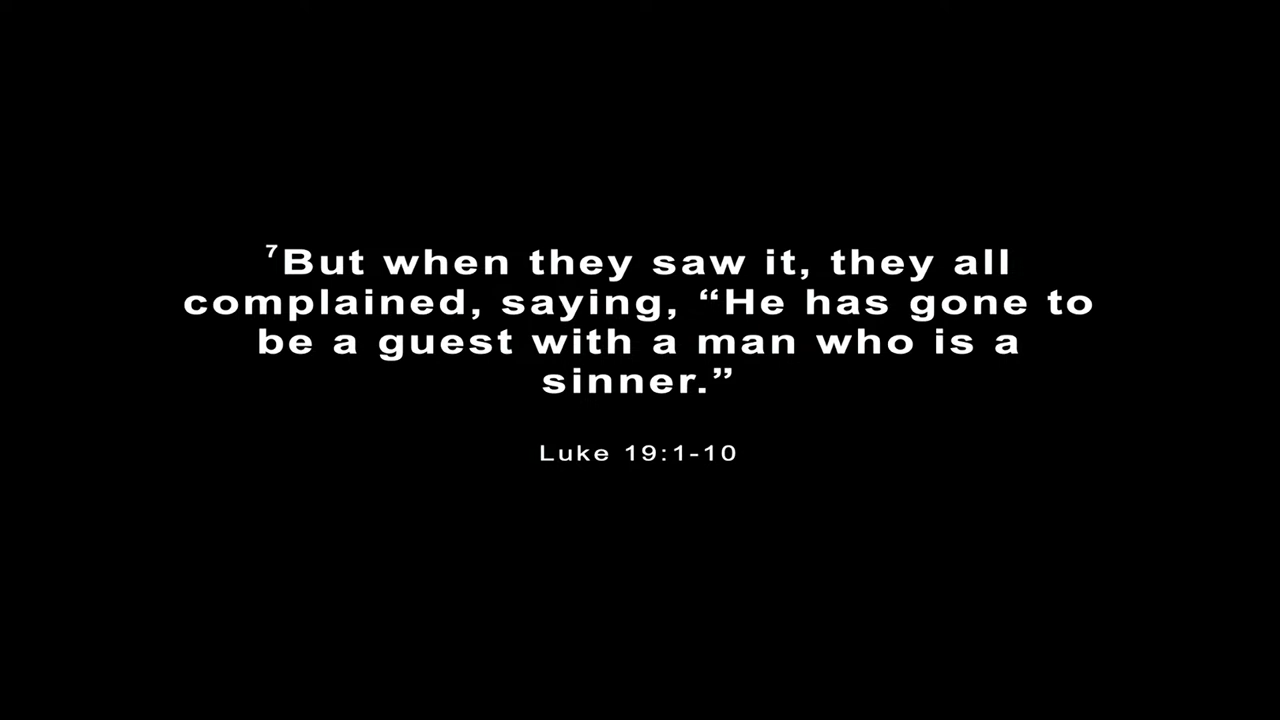 ⁷But when they saw it, they all
complained, saying, “He has gone to
be a guest with a man who is a
sinner.”
Luke 19:1-10